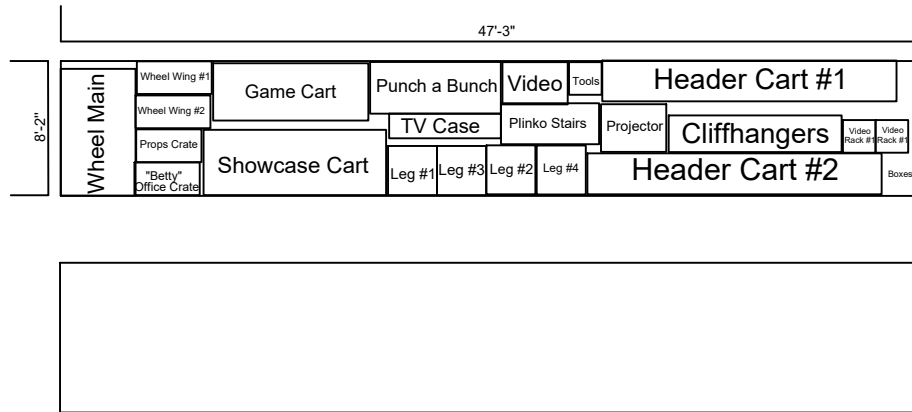 47'-3"
8'-2"
Wheel Main
Wheel Wing #1
Wheel Wing #2
Props Crate
"Betty"
Office Crate
Game Cart
Showcase Cart
Punch a Bunch
TV Case
Leg #1
Leg #3
Leg #2
Leg #4
Video
Tools
Plinko Stairs
Projector
Header Cart #1
Cliffhangers
Video
Rack #1
Video
Rack #1
Header Cart #2
Boxes